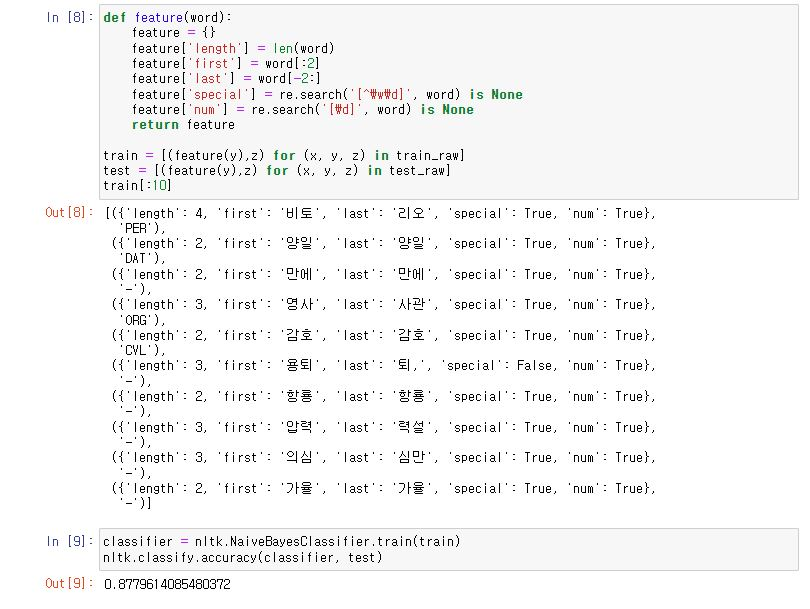 In [8]: def feature(word):
    feature = {}
    feature['length'] = len(word)
    feature['first'] = word[:2]
    feature['last'] = word[-2:]
    feature['special'] = re.search('[^₩w₩d]', word) is None
    feature['num'] = re.search('[₩d]', word) is None
    return feature
train = [(feature(y),z) for (x, y, z) in train_raw]
test = [(feature(y),z) for (x, y, z) in test_raw]
train[:10]
Out[8]: [({'length': 4, 'first': '비토', 'last': '리오', 'special': True, 'num': True},
'PER'),
({'length': 2, 'first': '양일', 'last': '양일', 'special': True, 'num': True},
'DAT'),
({'length': 2, 'first': '만에', 'last': '만에', 'special': True, 'num': True},
'-'),
({'length': 3, 'first': '영사', 'last': '사관', 'special': True, 'num': True},
'ORG'),
({'length': 2, 'first': '감호', 'last': '감호', 'special': True, 'num': True},
'CVL'),
({'length': 3, 'first': '용퇴', 'last': '퇴,', 'special': False, 'num': True},
'-'),
({'length': 2, 'first': '항룡', 'last': '항룡', 'special': True, 'num': True},
'-'),
({'length': 3, 'first': '압력', 'last': '력설', 'special': True, 'num': True},
'-'),
({'length': 3, 'first': '의심', 'last': '심만', 'special': True, 'num': True},
'-'),
({'length': 2, 'first': '가율', 'last': '가율', 'special': True, 'num': True},
'-')]
In [9]: classifier = nltk.NaiveBayesClassifier.train(train)
nltk.classify.accuracy(classifier, test)
Out[9]: 0.8779614085480372